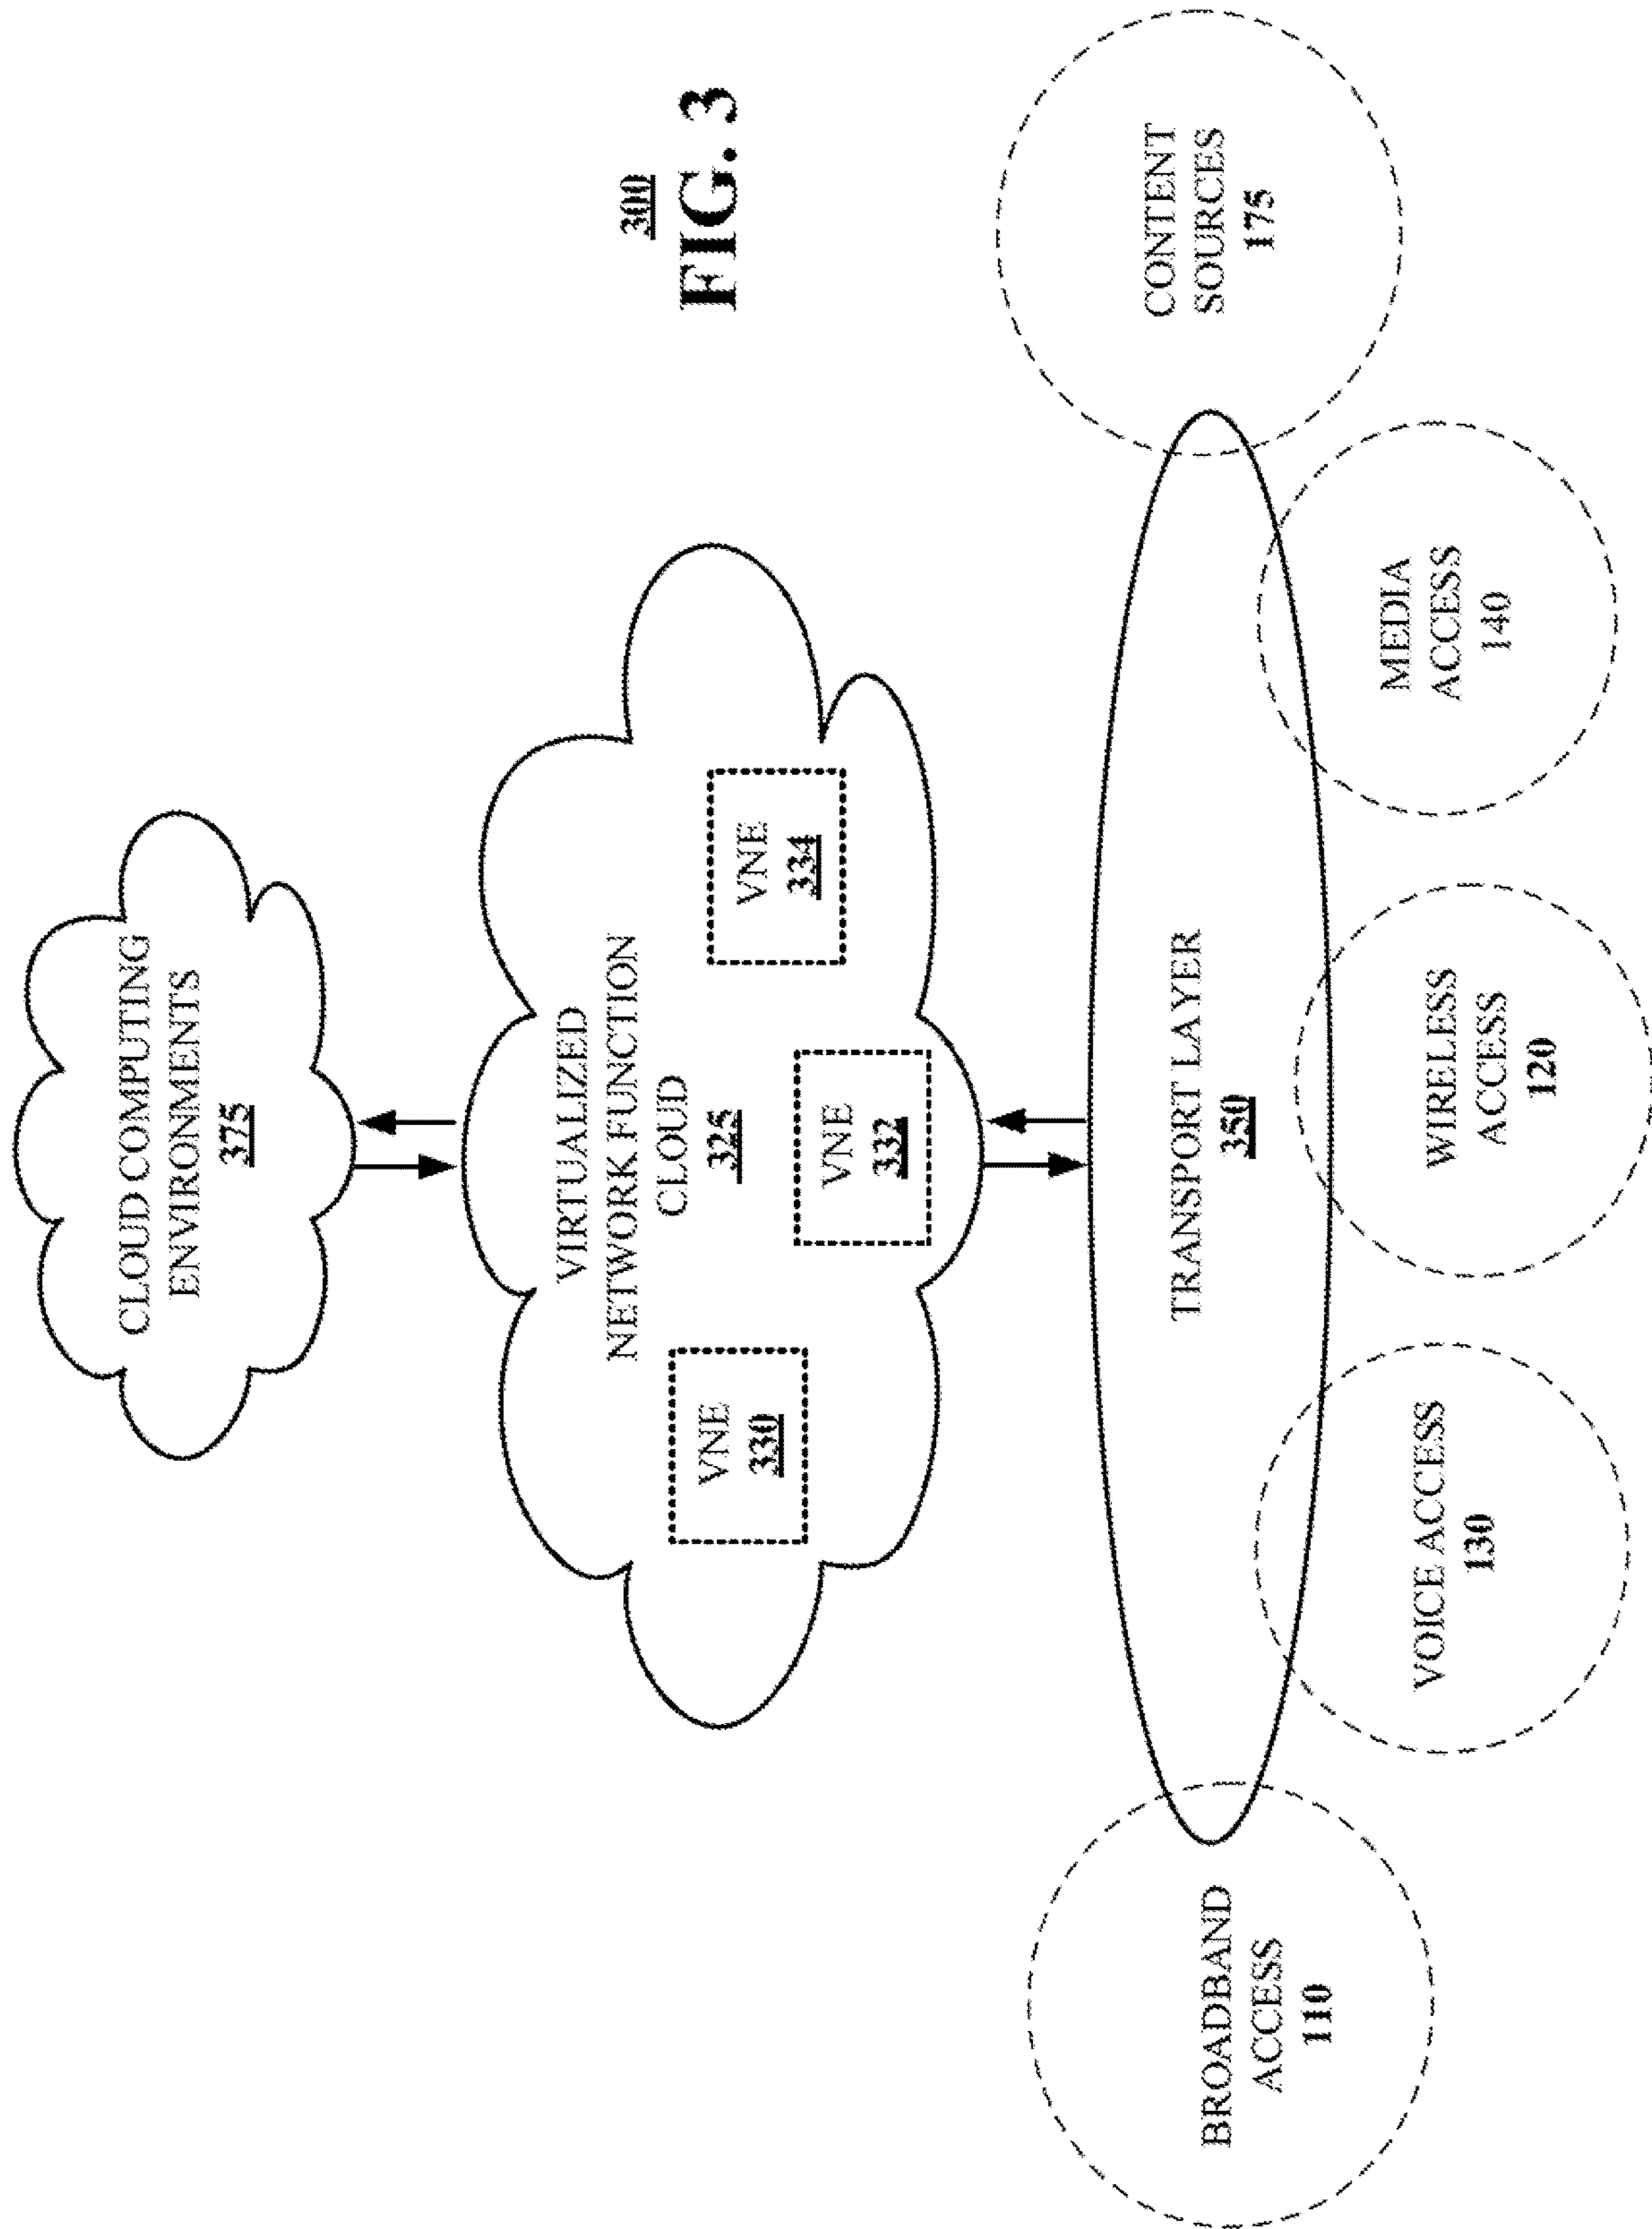 CLOUD COMPUTING
ENVIRONMENTS
375
VIRTUALIZED
NETWORK FUNCTION
CLOUD
325
VNE
330
VNE
332
VNE
334
300
FIG. 3
TRANSPORT LAYER
350
BROADBAND
ACCESS
110
VOICE ACCESS
130
WIRELESS
ACCESS
120
MEDIA
ACCESS
140
CONTENT
SOURCES
175